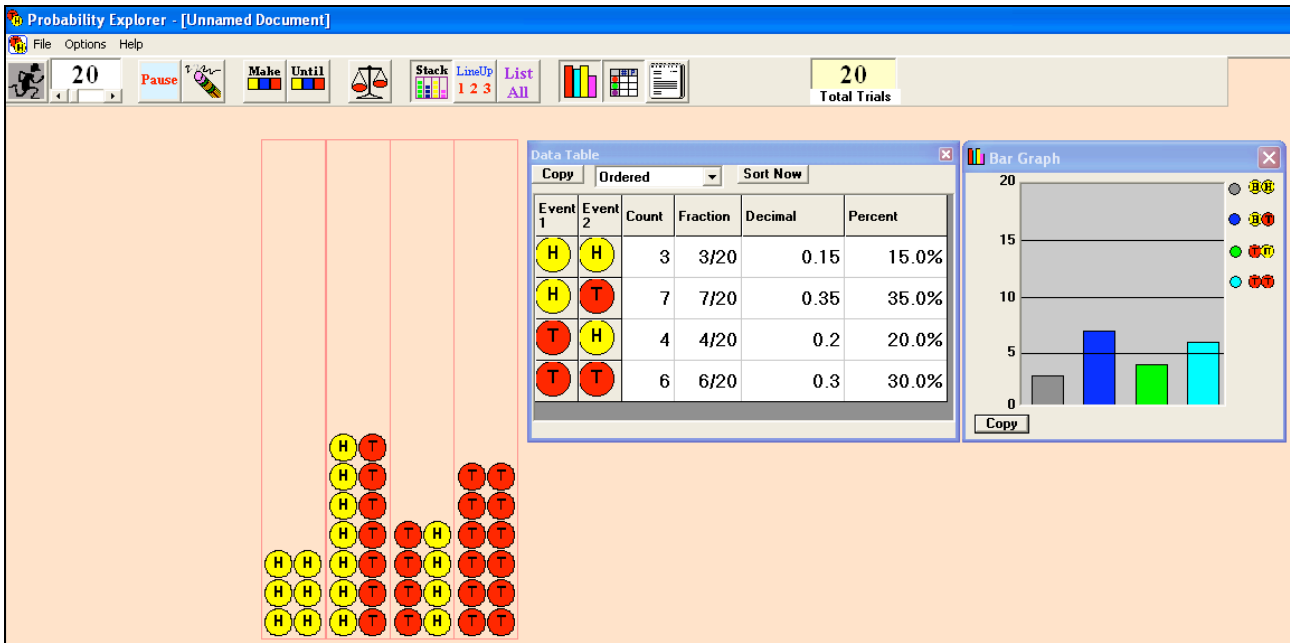 Probability Explorer - [Unnamed Document]
File Options Help
20 Pause Make Until Stack LineUp 1 2 3 List All 20 Total Trials
Data Table
Copy Ordered Sort Now
Event 1 Event 2 Count Fraction Decimal Percent
H H 3 3/20 0.15 15.0%
H T 7 7/20 0.35 35.0%
T H 4 4/20 0.2 20.0%
T T 6 6/20 0.3 30.0%
Bar Graph
20
15
10
5
0
H H
H T
T H
T T
Copy
H T
H T T T
H T T T
H T T H T T
H H H T T H T T
H H H T T H T T
H H H T T H T T